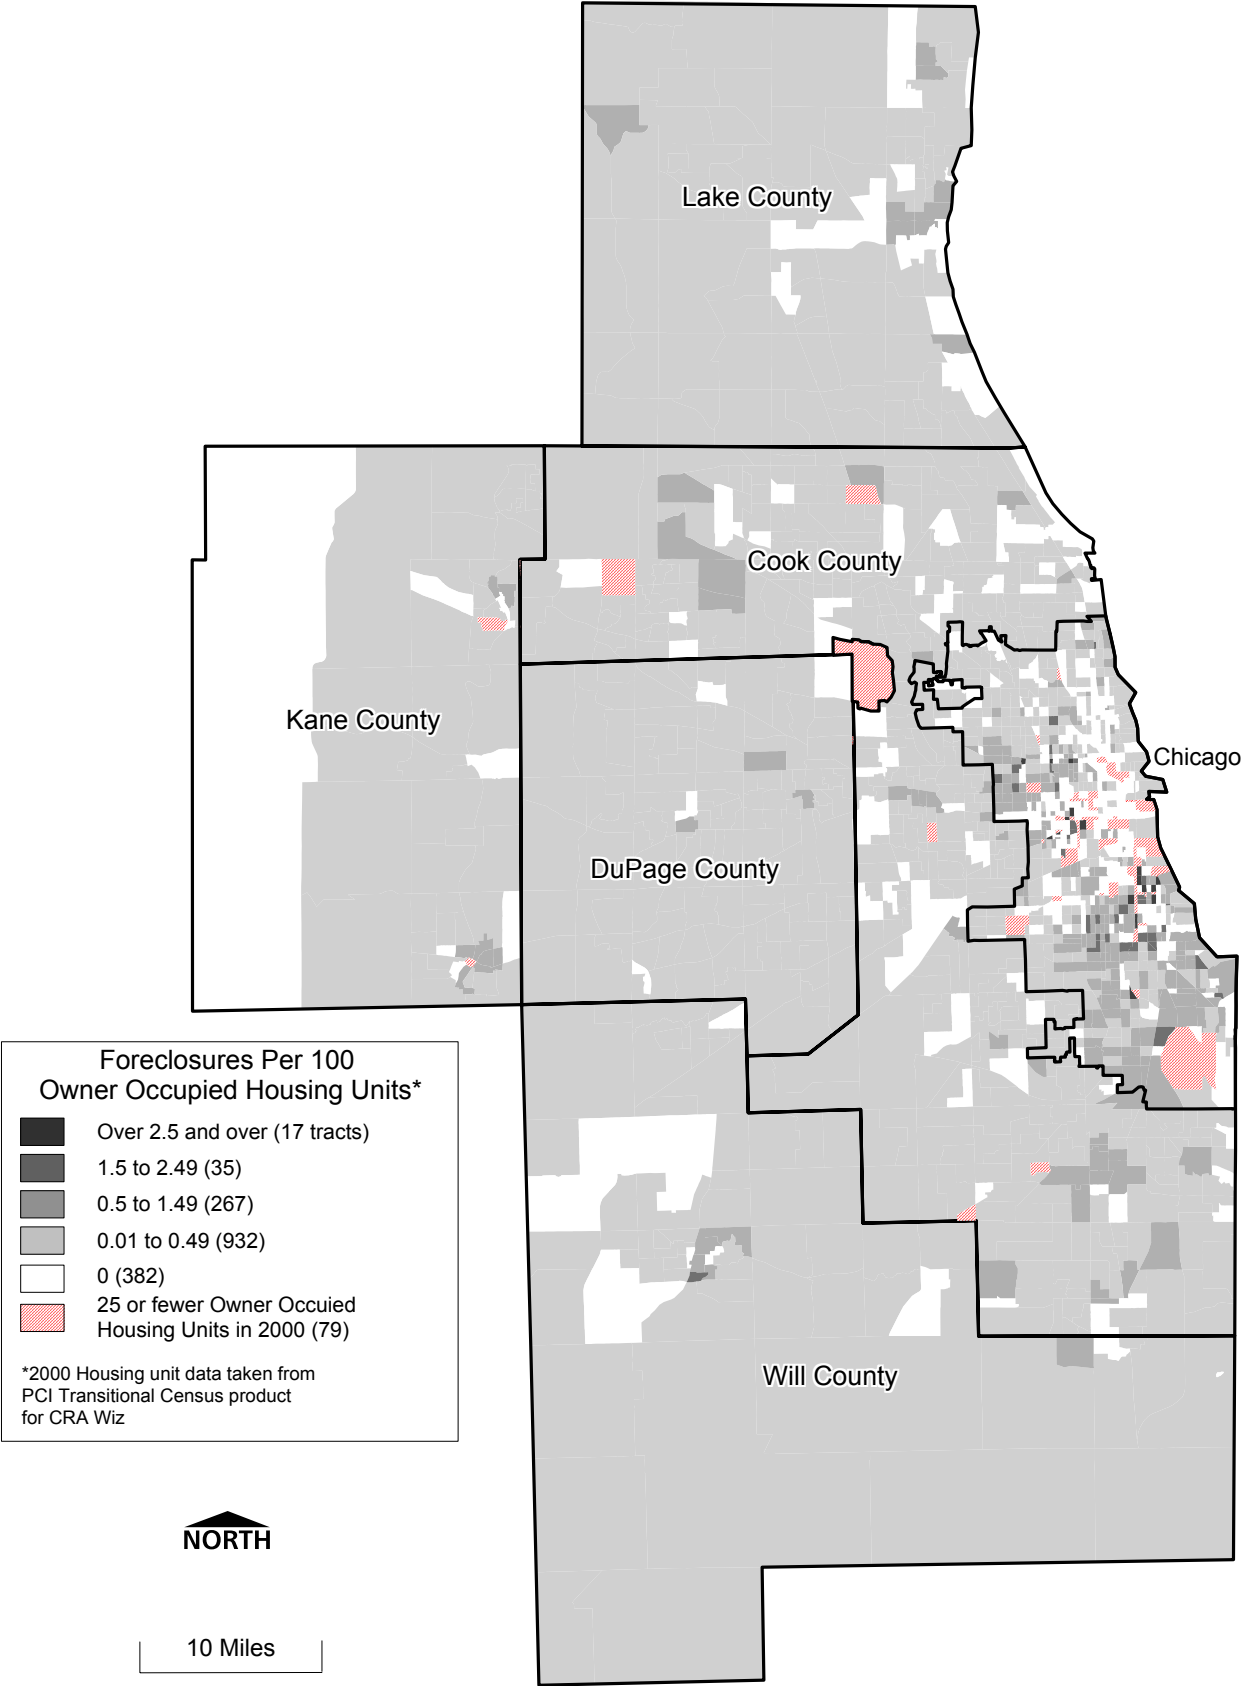 Lake County
Cook County
Kane County
Chicago
DuPage County
Will County
Foreclosures Per 100
Owner Occupied Housing Units*
Over 2.5 and over (17 tracts)
1.5 to 2.49 (35)
0.5 to 1.49 (267)
0.01 to 0.49 (932)
0 (382)
25 or fewer Owner Occuied
Housing Units in 2000 (79)
*2000 Housing unit data taken from
PCI Transitional Census product
for CRA Wiz
NORTH
10 Miles